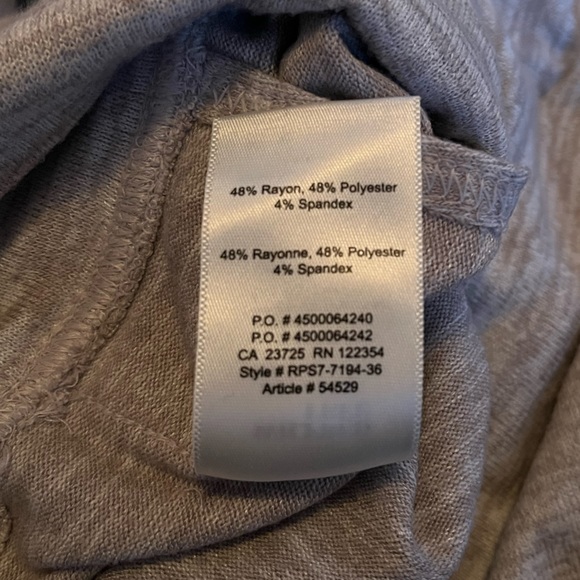 48% Rayon, 48% Polyester
4% Spandex
48% Rayonne, 48% Polyester
4% Spandex
P.O. # 4500064240
P.O. # 4500064242
CA 23725 RN 122354
Style # RPS7-7194-36
Article # 54529